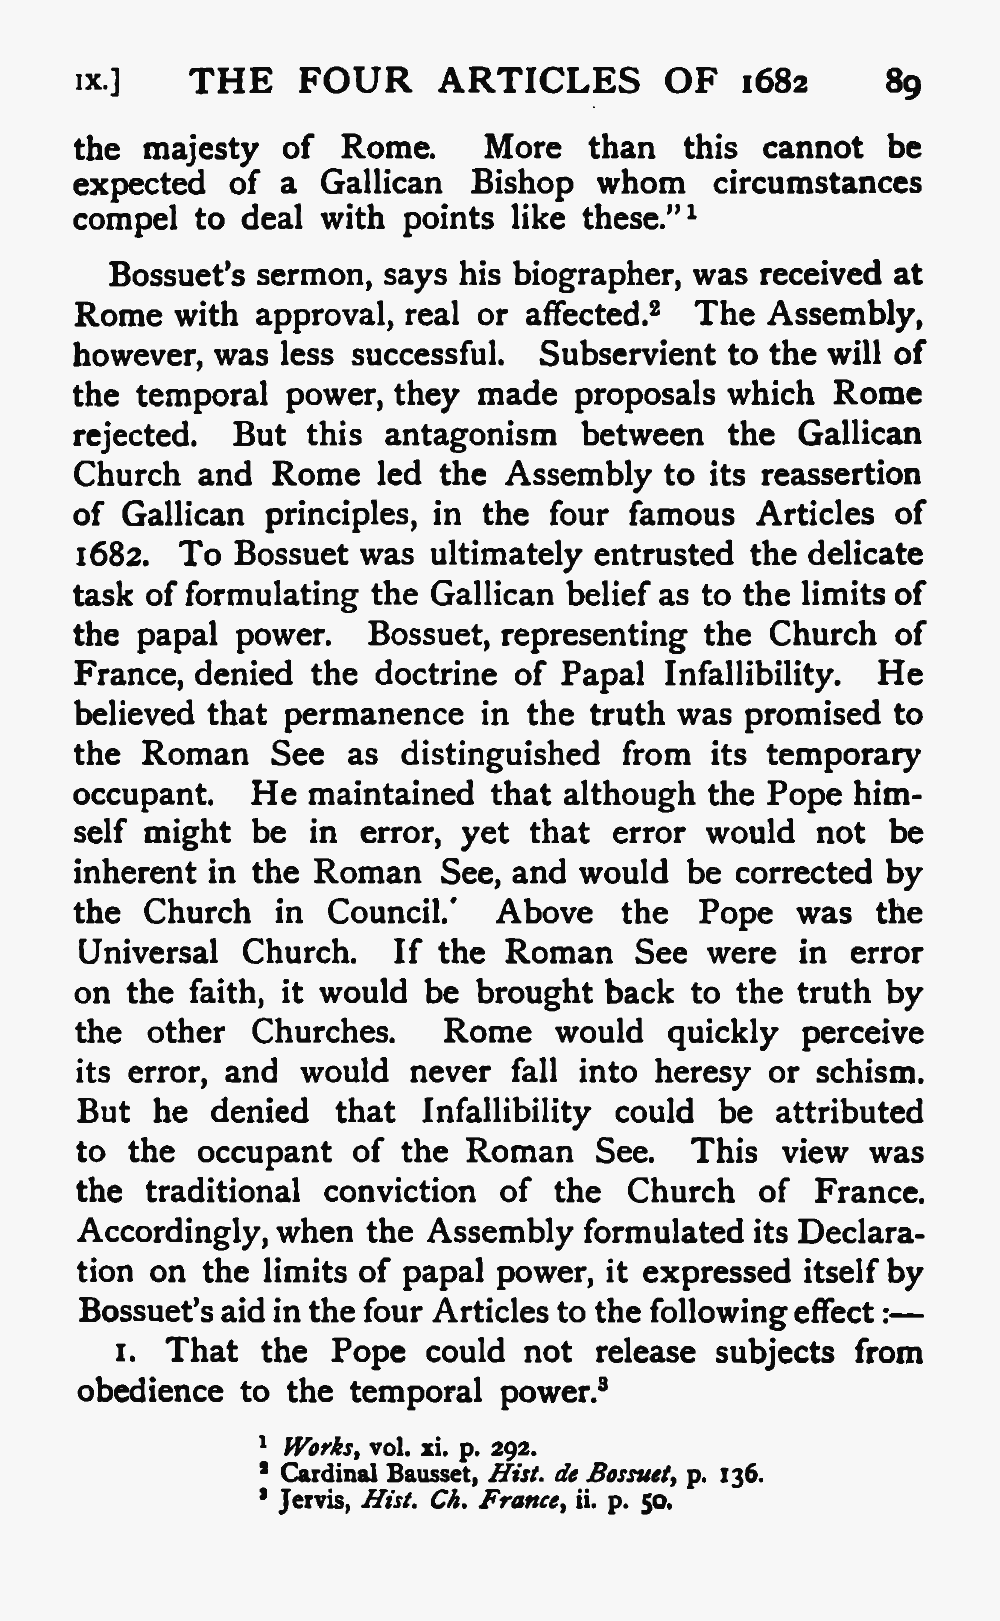 IX.] THE FOUR ARTICLES OF 1682 89
the majesty of Rome. More than this cannot be
expected of a Gallican Bishop whom circumstances
compel to deal with points like these." ¹
Bossuet's sermon, says his biographer, was received at
Rome with approval, real or affected.² The Assembly,
however, was less successful. Subservient to the will of
the temporal power, they made proposals which Rome
rejected. But this antagonism between the Gallican
Church and Rome led the Assembly to its reassertion
of Gallican principles, in the four famous Articles of
1682. To Bossuet was ultimately entrusted the delicate
task of formulating the Gallican belief as to the limits of
the papal power. Bossuet, representing the Church of
France, denied the doctrine of Papal Infallibility. He
believed that permanence in the truth was promised to
the Roman See as distinguished from its temporary
occupant. He maintained that although the Pope him-
self might be in error, yet that error would not be
inherent in the Roman See, and would be corrected by
the Church in Council.' Above the Pope was the
Universal Church. If the Roman See were in error
on the faith, it would be brought back to the truth by
the other Churches. Rome would quickly perceive
its error, and would never fall into heresy or schism.
But he denied that Infallibility could be attributed
to the occupant of the Roman See. This view was
the traditional conviction of the Church of France.
Accordingly, when the Assembly formulated its Declara-
tion on the limits of papal power, it expressed itself by
Bossuet's aid in the four Articles to the following effect :—
1. That the Pope could not release subjects from
obedience to the temporal power.³
¹ Works, vol. xi. p. 292.
² Cardinal Bausset, Hist. de Bossuet, p. 136.
³ Jervis, Hist. Ch. France, ii. p. 50.